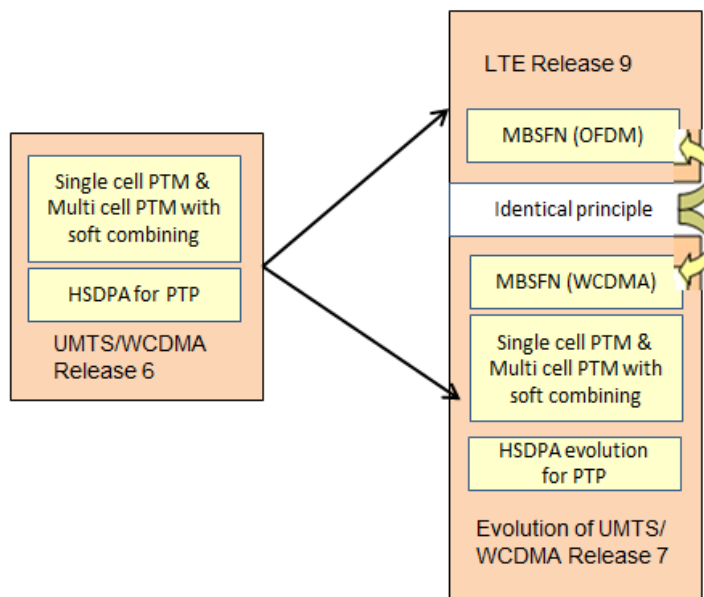 Single cell PTM &
Multi cell PTM with
soft combining
HSDPA for PTP
UMTS/WCDMA
Release 6
LTE Release 9
MBSFN (OFDM)
Identical principle
MBSFN (WCDMA)
Single cell PTM &
Multi cell PTM with
soft combining
HSDPA evolution
for PTP
Evolution of UMTS/
WCDMA Release 7